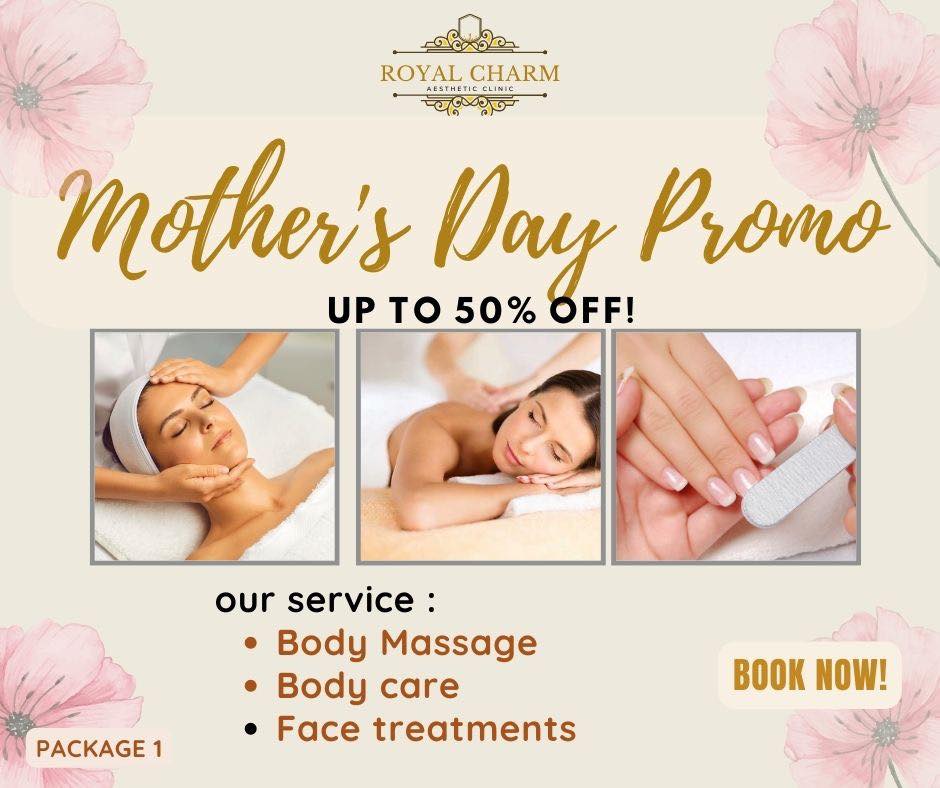 ROYAL CHARM
AESTHETIC CLINIC
Mother's Day Promo
UP TO 50% OFF!
our service :
• Body Massage
• Body care
• Face treatments
BOOK NOW!
PACKAGE 1